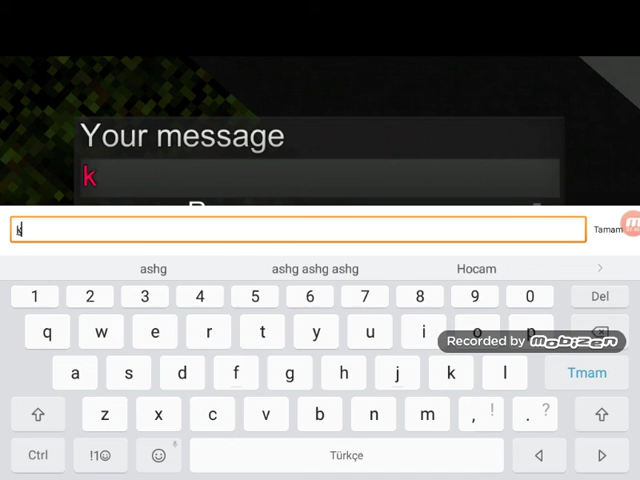 Your message
k
k
Tamam
ashg
ashg ashg ashg
Hocam
1 2 3 4 5 6 7 8 9 0 Del
q w e r t y u i o p
Recorded by mobizen
a s d f g h j k l Tmam
z x c v b n m , ! . ?
Ctrl !1☺ Türkçe